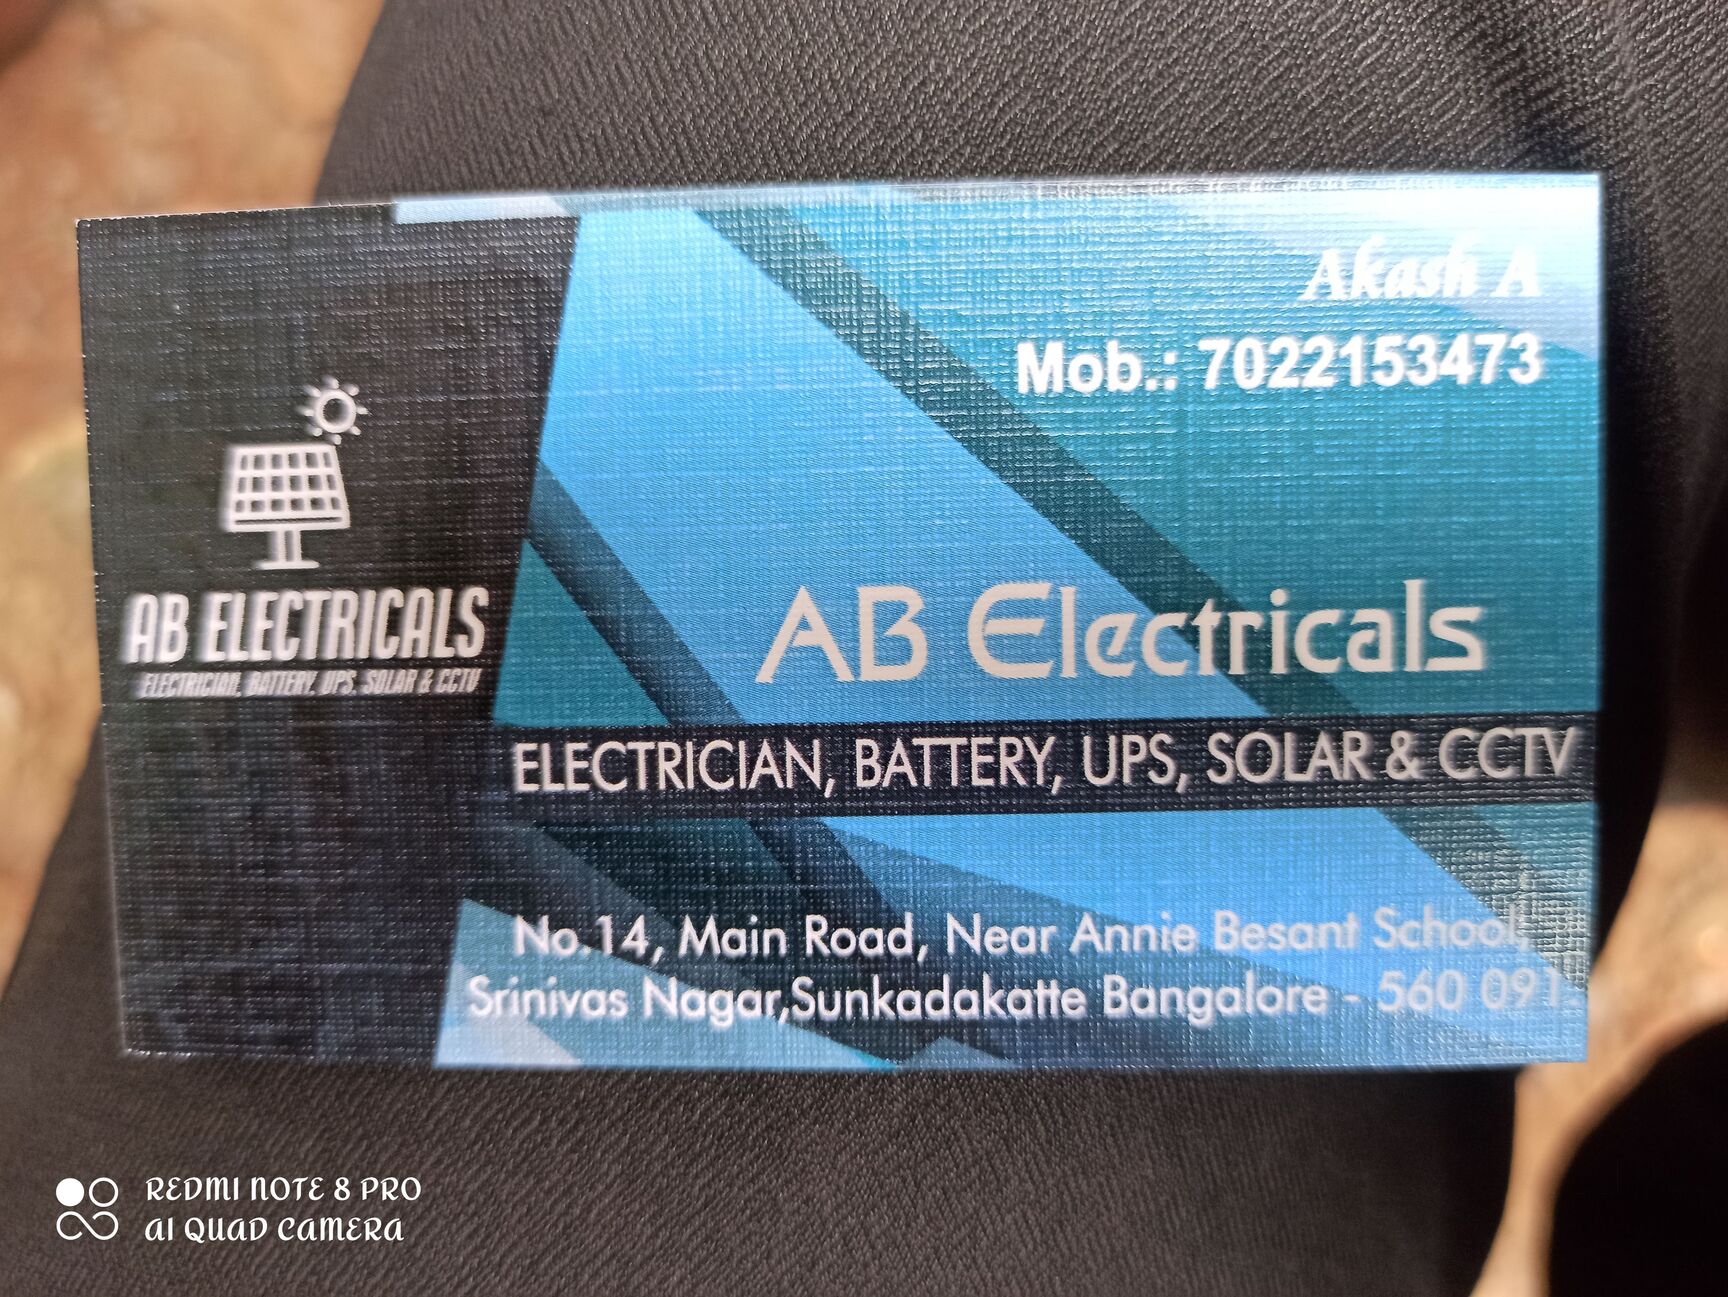 Akash A
Mob.: 7022153473
AB ELECTRICALS
ELECTRICIAN, BATTERY, UPS, SOLAR & CCTV
AB Electricals
ELECTRICIAN, BATTERY, UPS, SOLAR & CCTV
No.14, Main Road, Near Annie Besant School,
Srinivas Nagar,Sunkadakatte Bangalore - 560 091.
REDMI NOTE 8 PRO
AI QUAD CAMERA